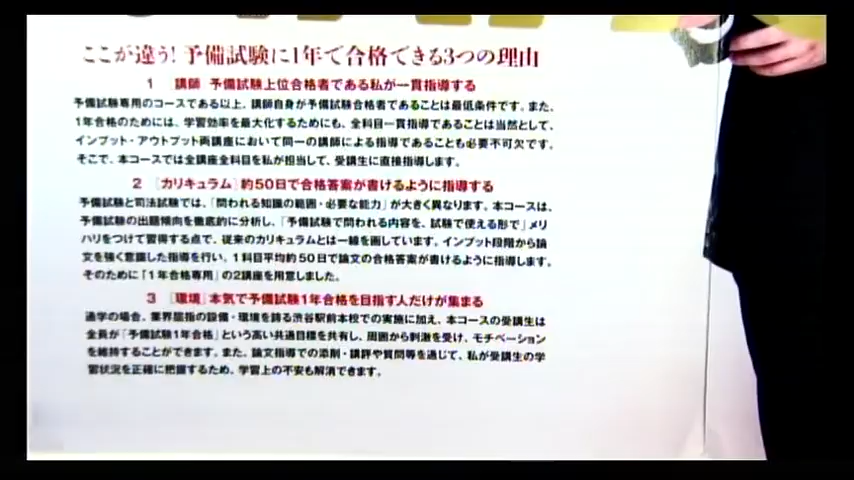 ここが違う！予備試験に1年で合格できる3つの理由
1 講師 予備試験上位合格者である私が一貫指導する
予備試験専用のコースである以上、講師自身が予備試験合格者であることは最低条件です。また、
1年合格のためには、学習効率を最大化するためにも、全科目一貫指導であることは当然として、
インプット・アウトプット両講座において同一の講師による指導であることも必要不可欠です。
そこで、本コースでは全講座全科目を私が担当して、受講生に直接指導します。
2 ［カリキュラム］約50日で合格答案が書けるように指導する
予備試験と司法試験では、「問われる知識の範囲・必要な能力」が大きく異なります。本コースは、
予備試験の出題傾向を徹底的に分析し、「予備試験で問われる内容を、試験で使える形で」メリ
ハリをつけて習得する点で、従来のカリキュラムとは一線を画しています。インプット段階から論
文を強く意識した指導を行い、1科目平均約50日で論文の合格答案が書けるように指導します。
そのために「1年合格専用」の2講座を用意しました。
3 ［環境］本気で予備試験1年合格を目指す人だけが集まる
通学の場合、業界屈指の設備・環境を誇る渋谷駅前本校での実施に加え、本コースの受講生は
全員が「予備試験1年合格」という高い共通目標を共有し、周囲から刺激を受け、モチベーション
を維持することができます。また、論文指導での添削・講評や質問等を通じて、私が受講生の学
習状況を正確に把握するため、学習上の不安も解消できます。